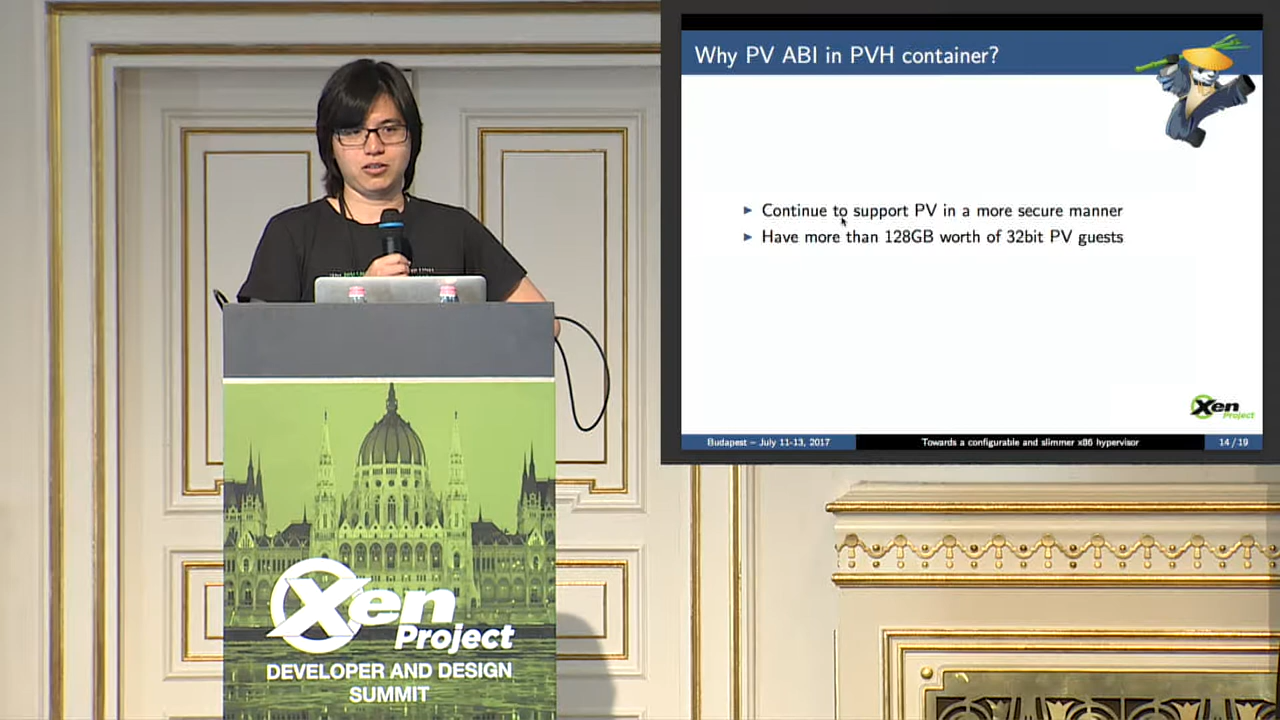 Why PV ABI in PVH container?
Continue to support PV in a more secure manner
Have more than 128GB worth of 32bit PV guests
Xen
Project
Budapest – July 11-13, 2017
Towards a configurable and slimmer x86 hypervisor
14 / 19
Xen
Project
DEVELOPER AND DESIGN
SUMMIT